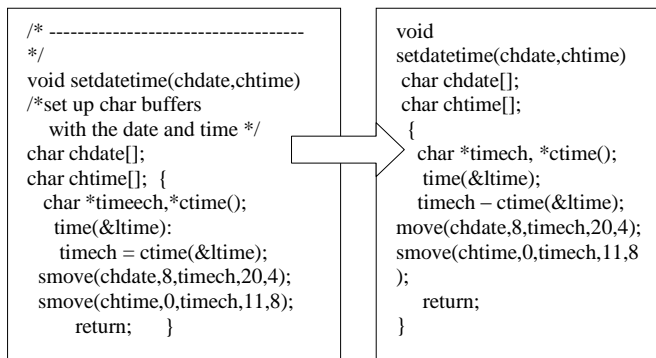 /* ------------------------------------
*/
void setdatetime(chdate,chtime)
/*set up char buffers
with the date and time */
char chdate[];
char chtime[];  {
char *timeech,*ctime();
time(&ltime):
timech = ctime(&ltime);
smove(chdate,8,timech,20,4);
smove(chtime,0,timech,11,8);
return;     }
void
setdatetime(chdate,chtime)
char chdate[];
char chtime[];
{
char *timech, *ctime();
time(&ltime);
timech – ctime(&ltime);
move(chdate,8,timech,20,4);
smove(chtime,0,timech,11,8
);
return;
}